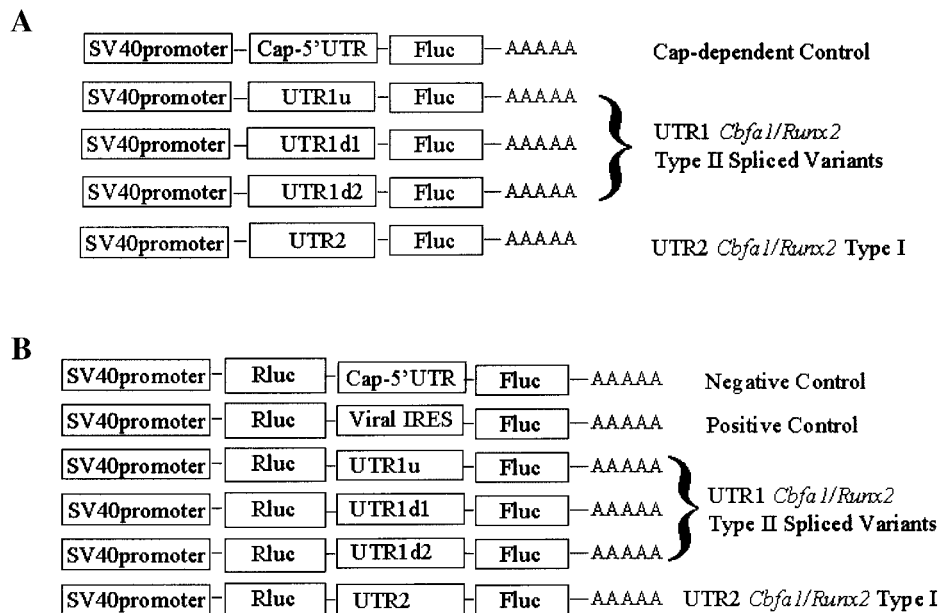 A
SV40promoter Cap-5'UTR Fluc AAAAA Cap-dependent Control
SV40promoter UTR1u Fluc AAAAA
SV40promoter UTR1d1 Fluc AAAAA
SV40promoter UTR1d2 Fluc AAAAA
UTR1 Cbfa1/Runx2
Type II Spliced Variants
SV40promoter UTR2 Fluc AAAAA UTR2 Cbfa1/Runx2 Type I
B
SV40promoter Rluc Cap-5'UTR Fluc AAAAA Negative Control
SV40promoter Rluc Viral IRES Fluc AAAAA Positive Control
SV40promoter Rluc UTR1u Fluc AAAAA
SV40promoter Rluc UTR1d1 Fluc AAAAA
SV40promoter Rluc UTR1d2 Fluc AAAAA
UTR1 Cbfa1/Runx2
Type II Spliced Variants
SV40promoter Rluc UTR2 Fluc AAAAA UTR2 Cbfa1/Runx2 Type I